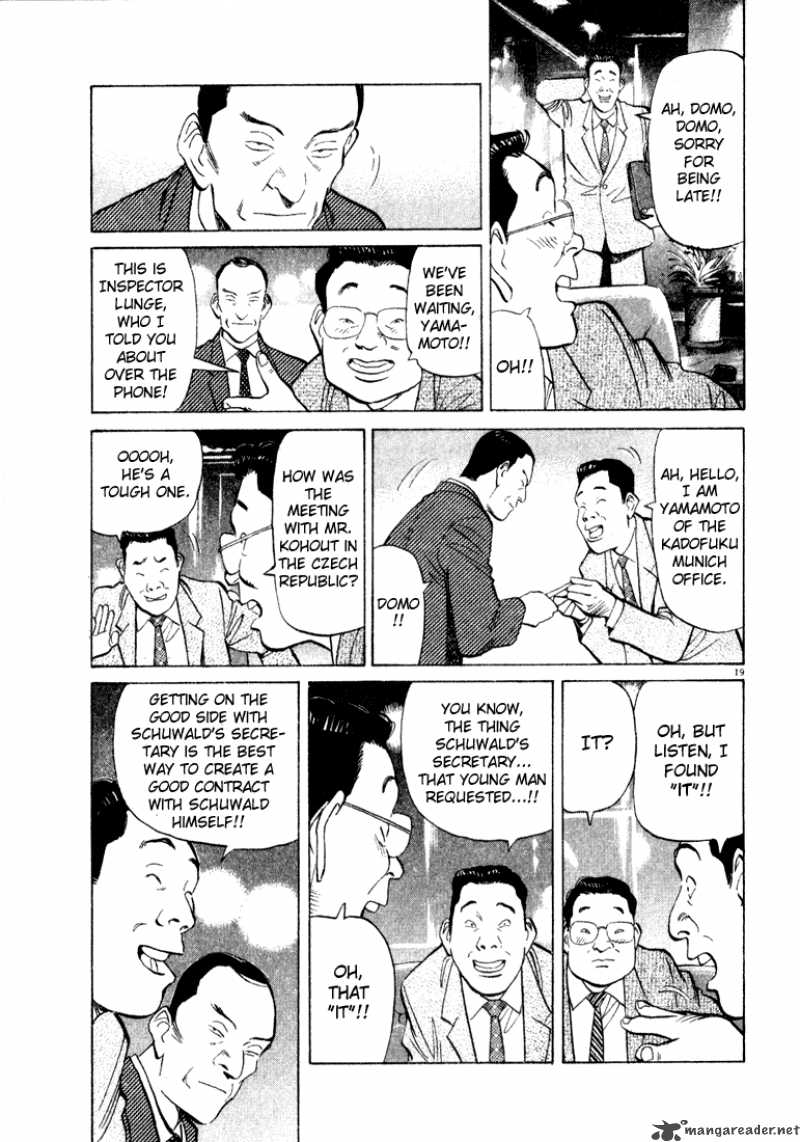 AH, DOMO,
DOMO,
SORRY
FOR
BEING
LATE!!
OH!!
WE'VE
BEEN
WAITING,
YAMA-
MOTO!!
THIS IS
INSPECTOR
LUNGE,
WHO I
TOLD YOU
ABOUT
OVER THE
PHONE!
AH, HELLO,
I AM
YAMAMOTO
OF THE
KADOFUKU
MUNICH
OFFICE.
DOMO
!!
HOW WAS
THE
MEETING
WITH MR.
KOHOUT IN
THE CZECH
REPUBLIC?
OOOOH,
HE'S A
TOUGH ONE.
19
OH, BUT
LISTEN, I
FOUND
"IT"!!
IT?
YOU KNOW,
THE THING
SCHUWALD'S
SECRETARY...
THAT YOUNG MAN
REQUESTED...!!
OH,
THAT
"IT"!!
GETTING ON THE
GOOD SIDE WITH
SCHUWALD'S SECRE-
TARY IS THE BEST
WAY TO CREATE A
GOOD CONTRACT
WITH SCHUWALD
HIMSELF!!
mangareader.net